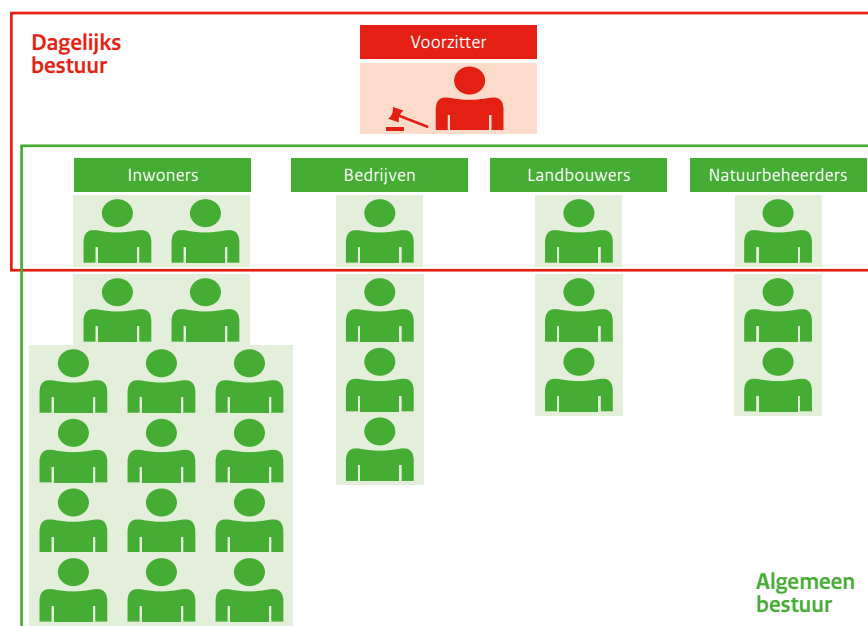 Dagelijks
bestuur
Voorzitter
Inwoners
Bedrijven
Landbouwers
Natuurbeheerders
Algemeen
bestuur